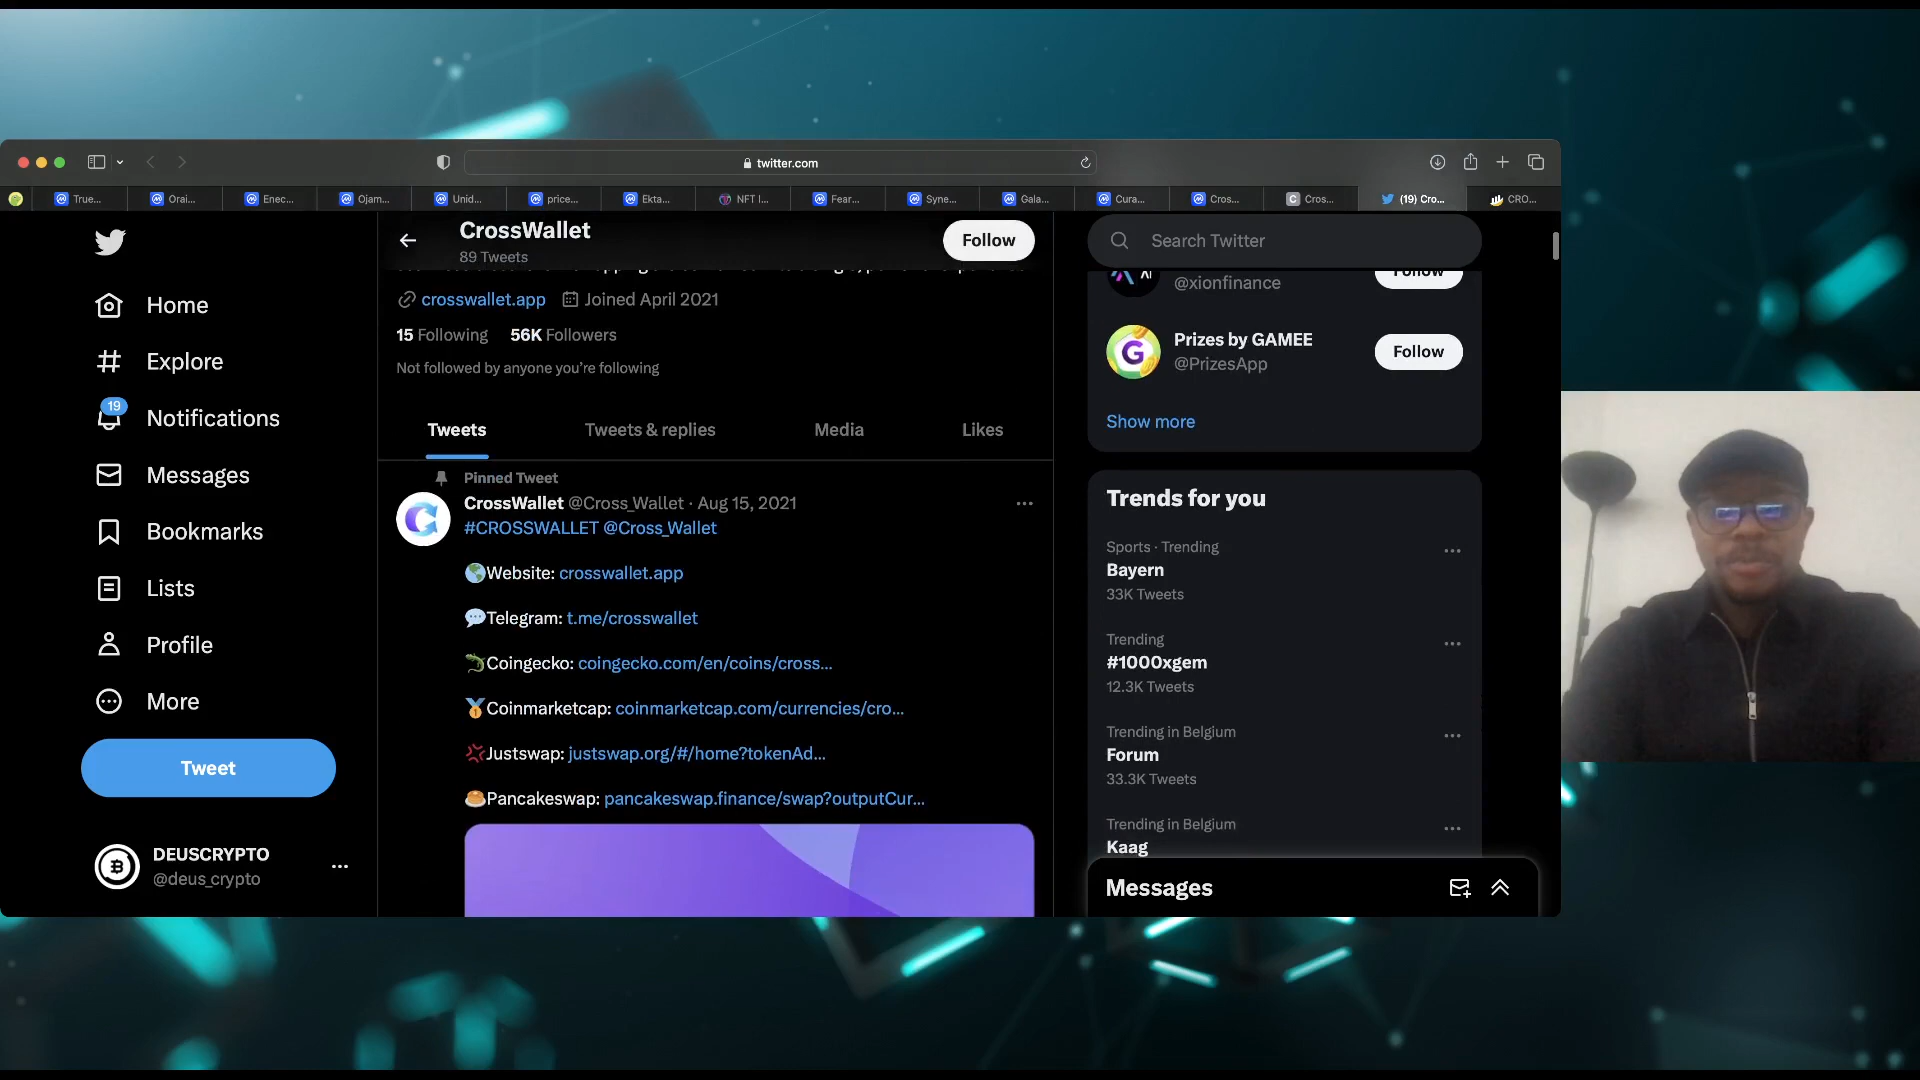 twitter.com
True...
Orai...
Enec...
Ojam...
Unid...
price...
Ekta...
NFT I...
Fear...
Syne...
Gala...
Cura...
Cros...
C
Cros...
(19) Cro...
CRO...
Home
Explore
19
Notifications
Messages
Bookmarks
Lists
Profile
More
Tweet
DEUSCRYPTO
@deus_crypto
CrossWallet
89 Tweets
Follow
crosswallet.app
Joined April 2021
15 Following 56K Followers
Not followed by anyone you're following
Tweets
Tweets & replies
Media
Likes
Pinned Tweet
CrossWallet @Cross_Wallet · Aug 15, 2021
#CROSSWALLET @Cross_Wallet
Website: crosswallet.app
Telegram: t.me/crosswallet
Coingecko: coingecko.com/en/coins/cross...
Coinmarketcap: coinmarketcap.com/currencies/cro...
Justswap: justswap.org/#/home?tokenAd...
Pancakeswap: pancakeswap.finance/swap?outputCur...
Search Twitter
AI
@xionfinance
Follow
G
Prizes by GAMEE
@PrizesApp
Follow
Show more
Trends for you
Sports · Trending
Bayern
33K Tweets
Trending
#1000xgem
12.3K Tweets
Trending in Belgium
Forum
33.3K Tweets
Trending in Belgium
Kaag
Messages